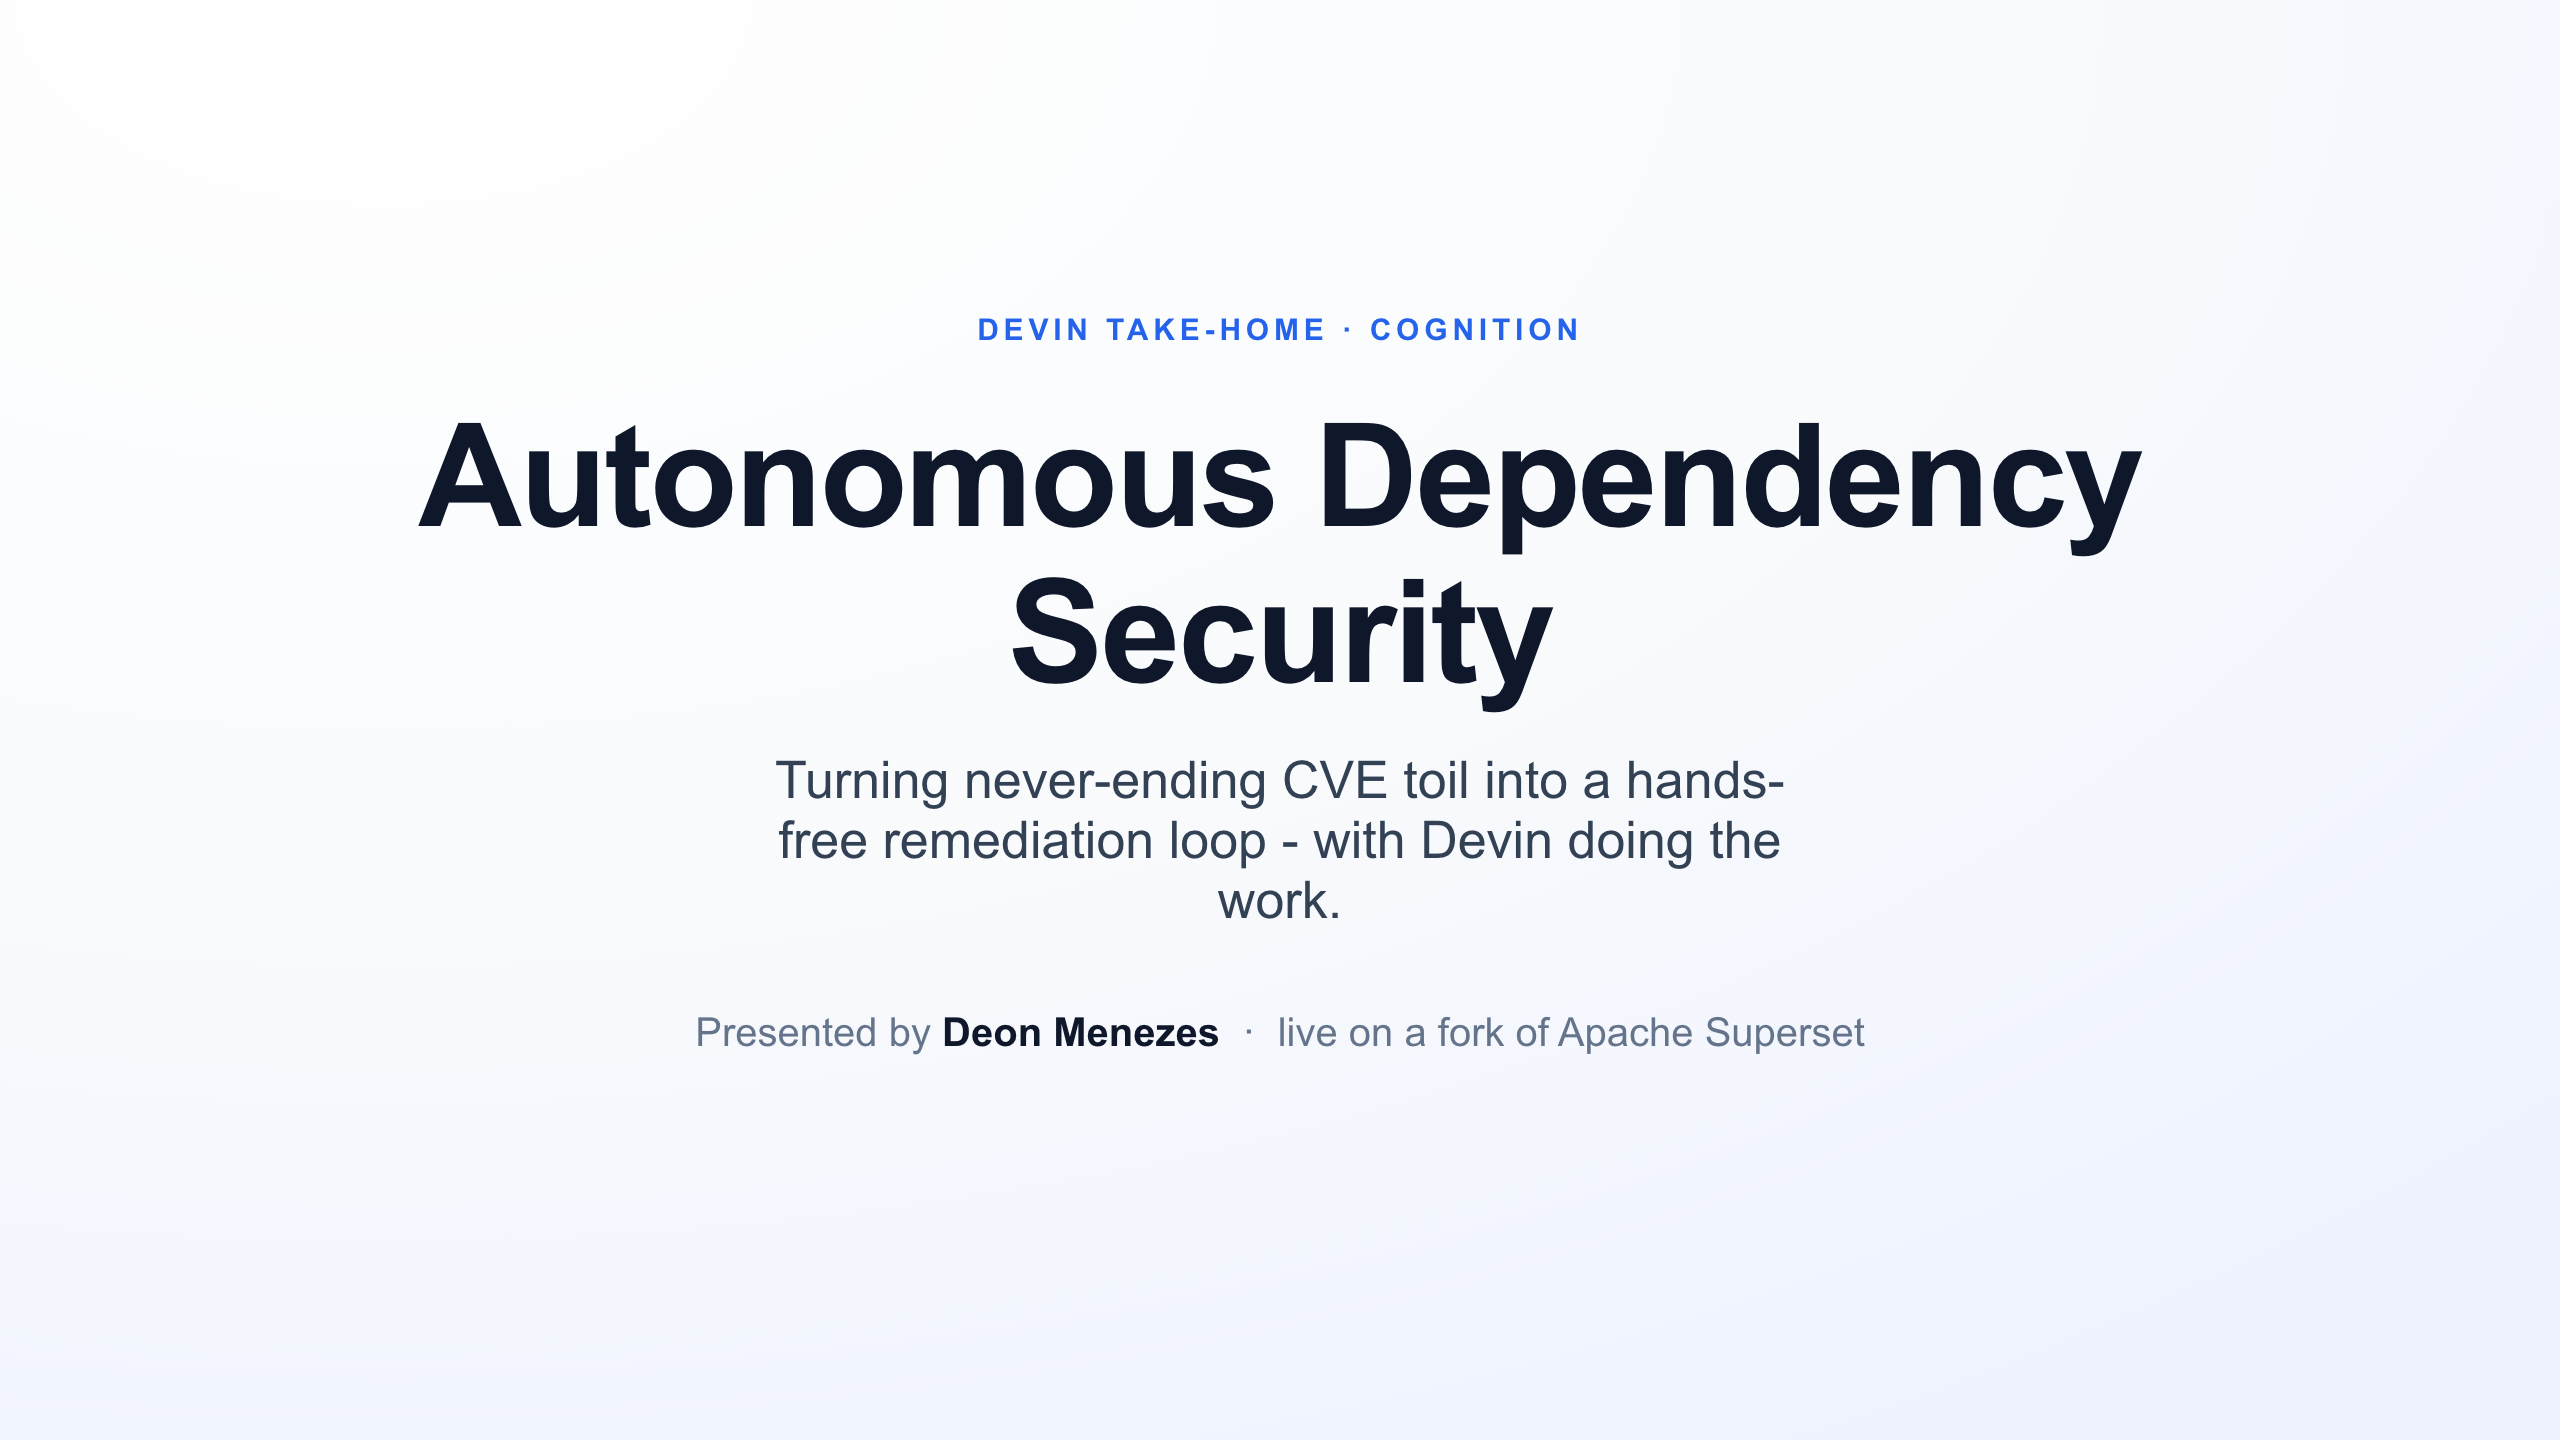 DEVIN TAKE-HOME · COGNITION
Autonomous Dependency
Security
Turning never-ending CVE toil into a hands-
free remediation loop - with Devin doing the
work.
Presented by Deon Menezes · live on a fork of Apache Superset